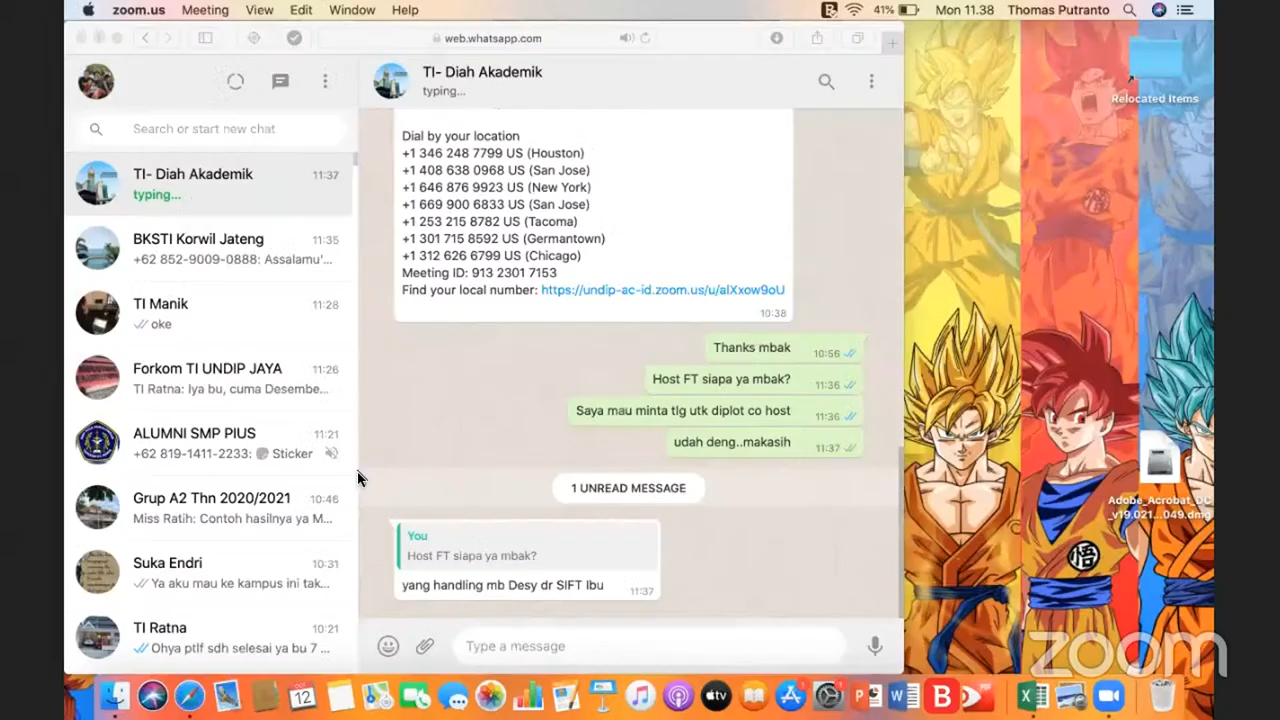 zoom.us Meeting View Edit Window Help
41% Mon 11.38 Thomas Putranto
web.whatsapp.com
TI- Diah Akademik
typing...
Search or start new chat
TI- Diah Akademik 11:37
typing...
BKSTI Korwil Jateng 11:35
+62 852-9009-0888: Assalamu'...
TI Manik 11:28
oke
Forkom TI UNDIP JAYA 11:26
TI Ratna: Iya bu, cuma Desembe...
ALUMNI SMP PIUS 11:21
+62 819-1411-2233: Sticker
Grup A2 Thn 2020/2021 10:46
Miss Ratih: Contoh hasilnya ya M...
Suka Endri 10:31
Ya aku mau ke kampus ini tak...
TI Ratna 10:21
Ohya ptlf sdh selesai ya bu 7 ...
Dial by your location
+1 346 248 7799 US (Houston)
+1 408 638 0968 US (San Jose)
+1 646 876 9923 US (New York)
+1 669 900 6833 US (San Jose)
+1 253 215 8782 US (Tacoma)
+1 301 715 8592 US (Germantown)
+1 312 626 6799 US (Chicago)
Meeting ID: 913 2301 7153
Find your local number: https://undip-ac-id.zoom.us/u/alXxow9oU
10:38
Thanks mbak 10:56
Host FT siapa ya mbak? 11:36
Saya mau minta tlg utk diplot co host 11:36
udah deng..makasih 11:37
1 UNREAD MESSAGE
You
Host FT siapa ya mbak?
yang handling mb Desy dr SIFT Ibu 11:37
Type a message
Relocated Items
Adobe_Acrobat_DC
_v19.021...049.dmg
悟
zoom
OCT
12
tv
P
W
B
X